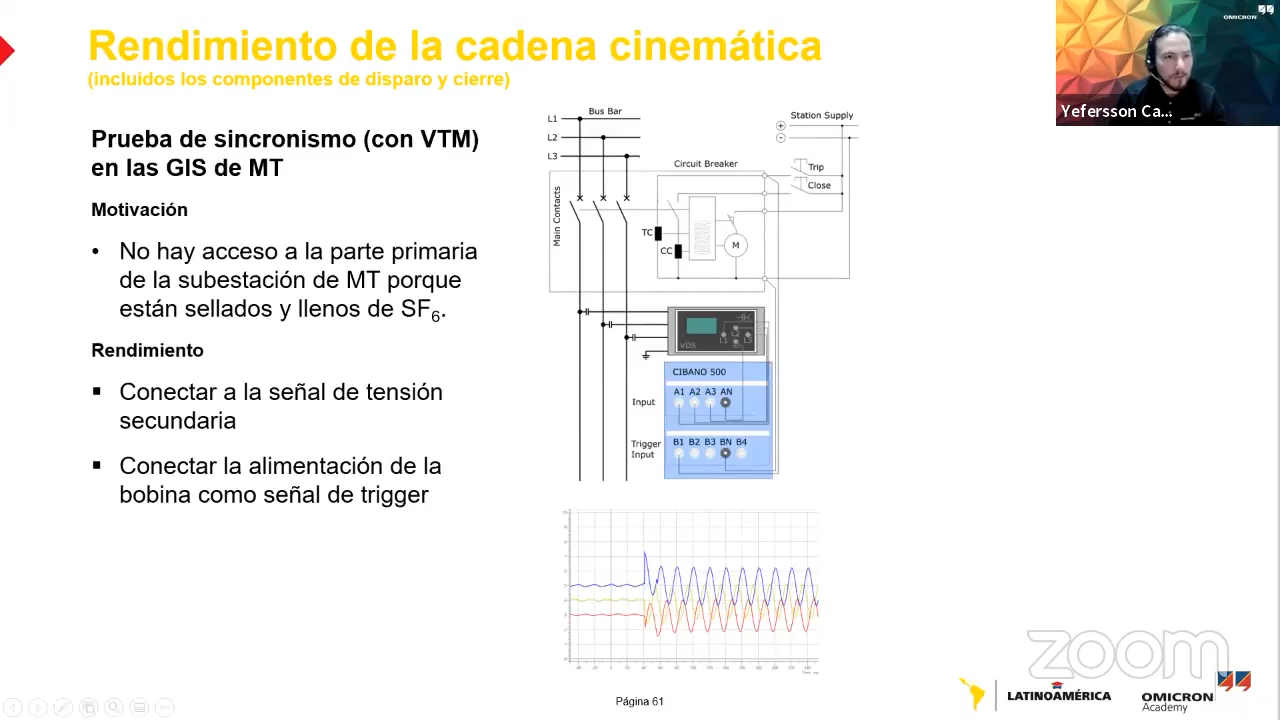 Rendimiento de la cadena cinemática
(incluidos los componentes de disparo y cierre)
OMICRON
Yefersson Ca...
Prueba de sincronismo (con VTM)
en las GIS de MT
Motivación
• No hay acceso a la parte primaria
de la subestación de MT porque
están sellados y llenos de SF6.
Rendimiento
▪ Conectar a la señal de tensión
secundaria
▪ Conectar la alimentación de la
bobina como señal de trigger
Bus Bar
L1
L2
L3
Station Supply
+
-
Circuit Breaker
Trip
Close
Main Contacts
TC
CC
M
VDS
L1
L2
L3
CIBANO 500
A1 A2 A3 AN
Input
B1 B2 B3 BN B4
Trigger
Input
Página 61
zoom
LATINOAMÉRICA
OMICRON
Academy